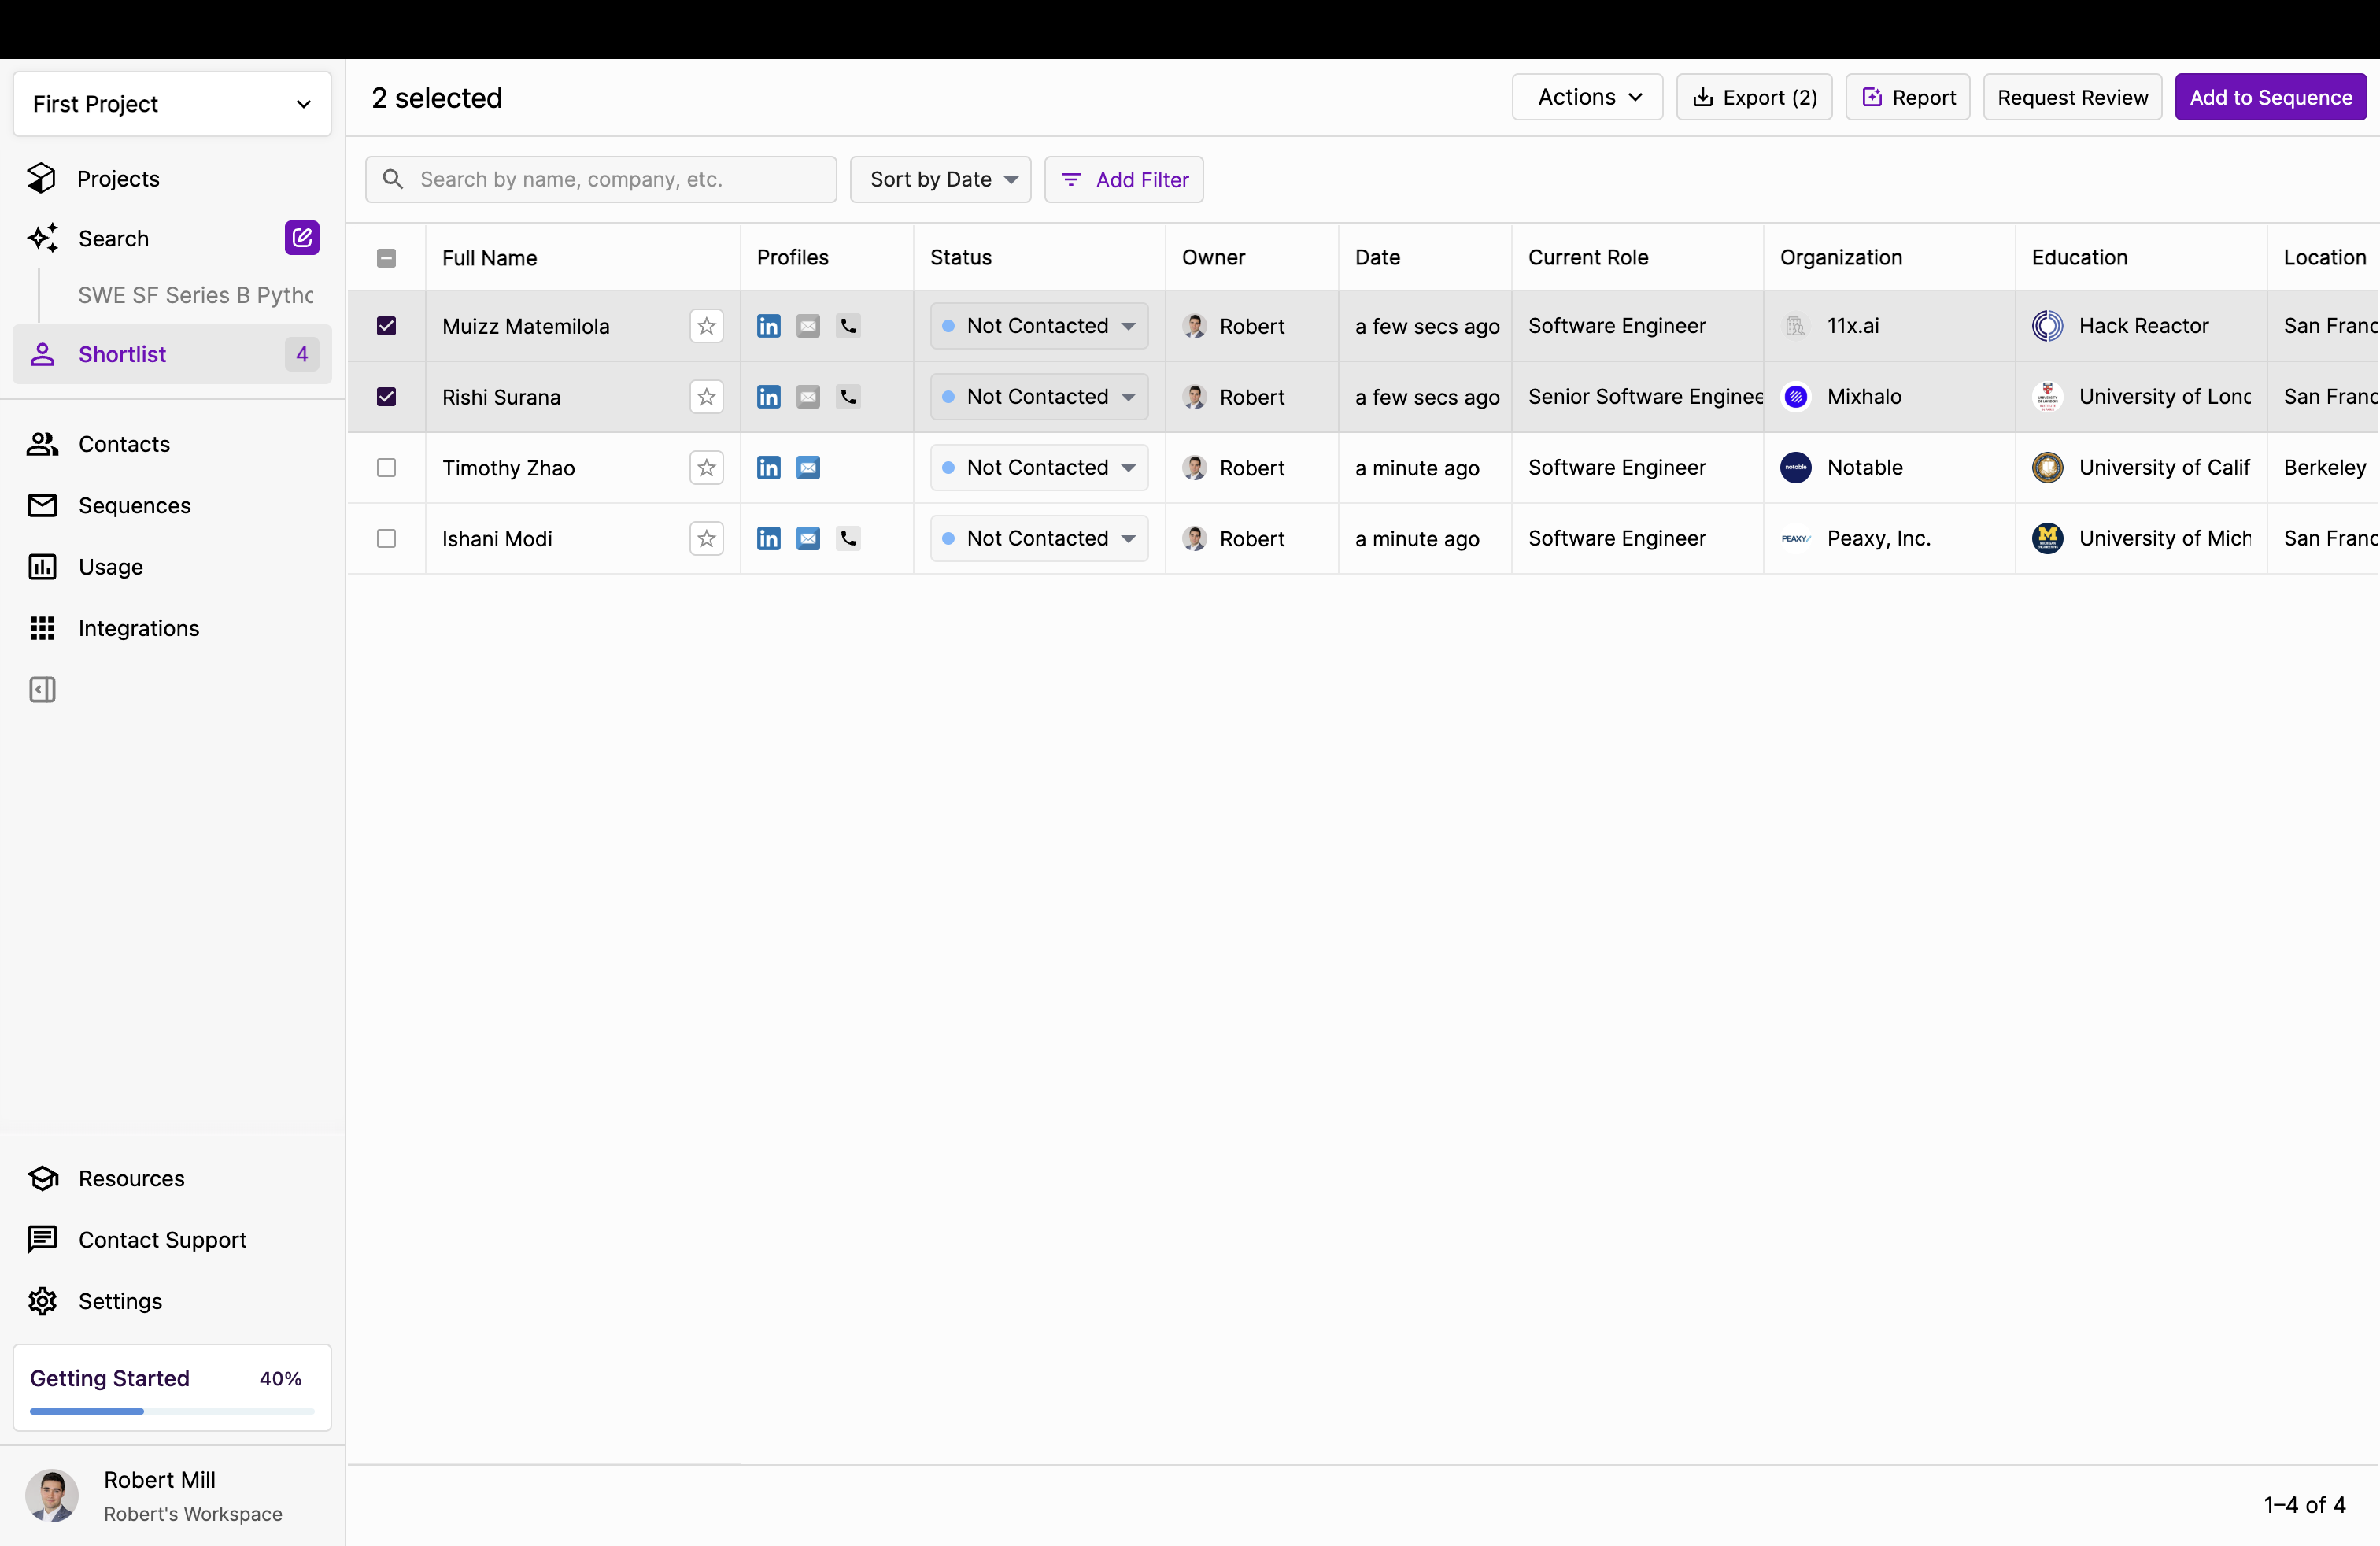 First Project
2 selected
Actions
Export (2)
Report
Request Review
Add to Sequence
Projects
Search
SWE SF Series B Pytho
Shortlist
4
Contacts
Sequences
Usage
Integrations
Search by name, company, etc.
Sort by Date
Add Filter
Full Name Profiles Status Owner Date Current Role Organization Education Location
Muizz Matemilola Not Contacted Robert a few secs ago Software Engineer 11x.ai Hack Reactor San Franc
Rishi Surana Not Contacted Robert a few secs ago Senior Software Enginee Mixhalo University of Lond San Franc
Timothy Zhao Not Contacted Robert a minute ago Software Engineer notable Notable University of Calif Berkeley
Ishani Modi Not Contacted Robert a minute ago Software Engineer PEAXY Peaxy, Inc. University of Mich San Franc
Resources
Contact Support
Settings
Getting Started 40%
Robert Mill
Robert's Workspace
1–4 of 4